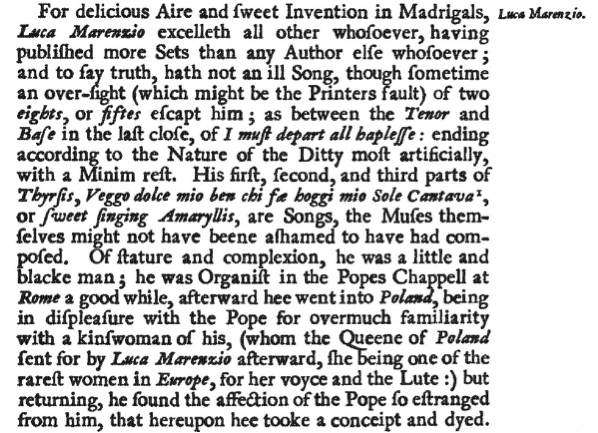 For delicious Aire and ſweet Invention in Madrigals, Luca Marenzio.
Luca Marenzio excelleth all other whoſoever, having
publiſhed more Sets than any Author elſe whoſoever;
and to ſay truth, hath not an ill Song, though ſometime
an over-ſight (which might be the Printers fault) of two
eights, or fiftes eſcapt him; as between the Tenor and
Baſe in the laſt cloſe, of I muſt depart all hapleſſe: ending
according to the Nature of the Ditty moſt artificially,
with a Minim reſt. His firſt, ſecond, and third parts of
Thyrſis, Veggo dolce mio ben chi fæ hoggi mio Sole Cantava¹,
or ſweet ſinging Amaryllis, are Songs, the Muſes them-
ſelves might not have beene aſhamed to have had com-
poſed. Of ſtature and complexion, he was a little and
blacke man; he was Organiſt in the Popes Chappell at
Rome a good while, afterward hee went into Poland, being
in diſpleaſure with the Pope for overmuch familiarity
with a kinſwoman of his, (whom the Queene of Poland
ſent for by Luca Marenzio afterward, ſhe being one of the
rareſt women in Europe, for her voyce and the Lute:) but
returning, he found the affection of the Pope ſo eſtranged
from him, that hereupon hee tooke a conceipt and dyed.